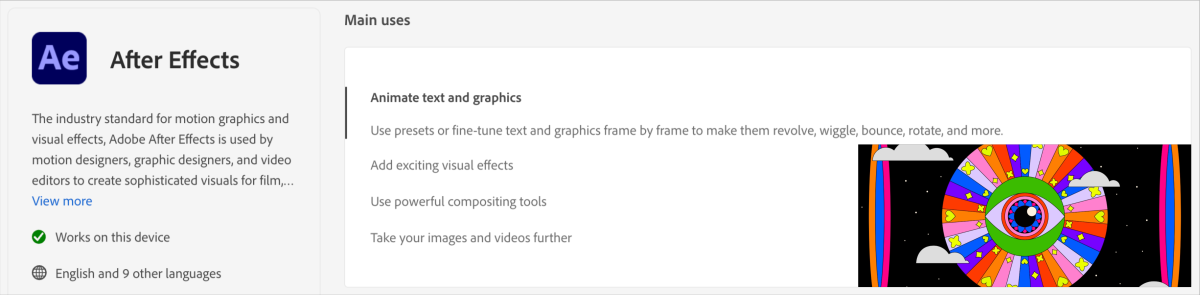 Ae
After Effects
The industry standard for motion graphics and
visual effects, Adobe After Effects is used by
motion designers, graphic designers, and video
editors to create sophisticated visuals for film,...
View more
Works on this device
English and 9 other languages
Main uses
Animate text and graphics
Use presets or fine-tune text and graphics frame by frame to make them revolve, wiggle, bounce, rotate, and more.
Add exciting visual effects
Use powerful compositing tools
Take your images and videos further